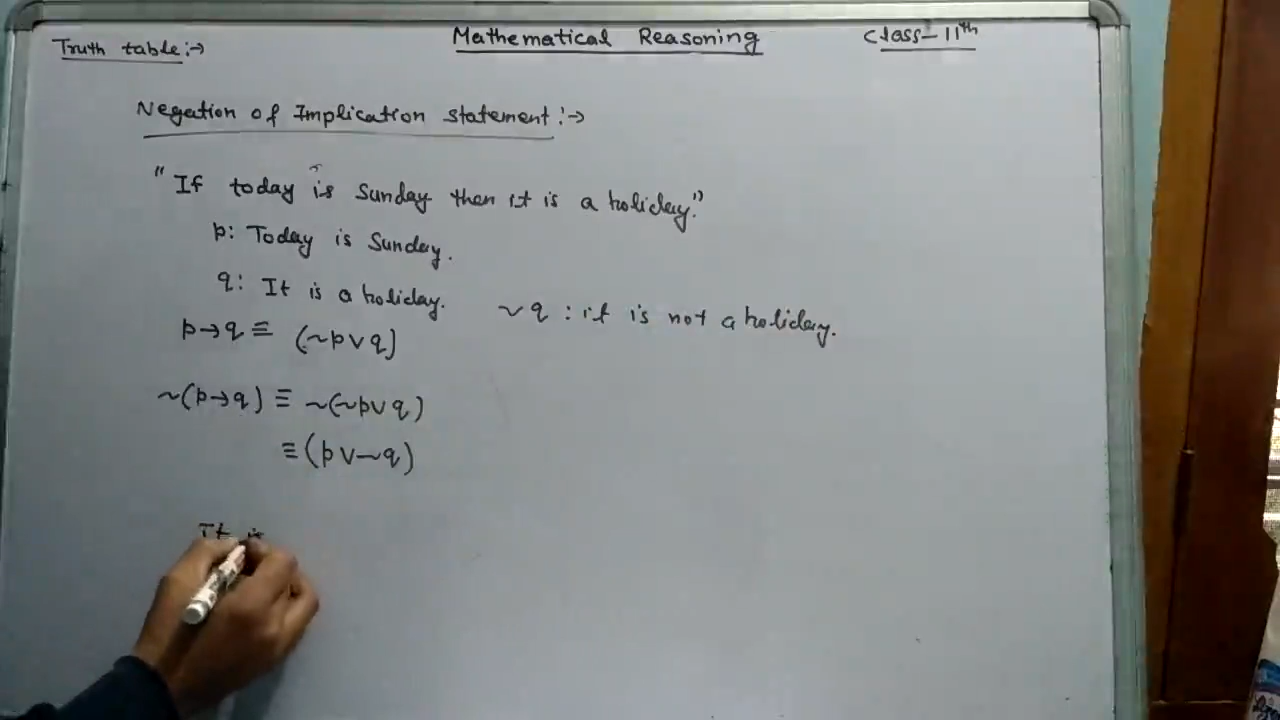 Truth table:→ Mathematical Reasoning Class-11th
Negation of Implication statement:→
"If today is Sunday then it is a holiday."
p: Today is Sunday.
q: It is a holiday. ~q : it is not a holiday.
p→q ≡ (~p∨q)
~(p→q) ≡ ~(~p∨q)
≡(p∨~q)
It is